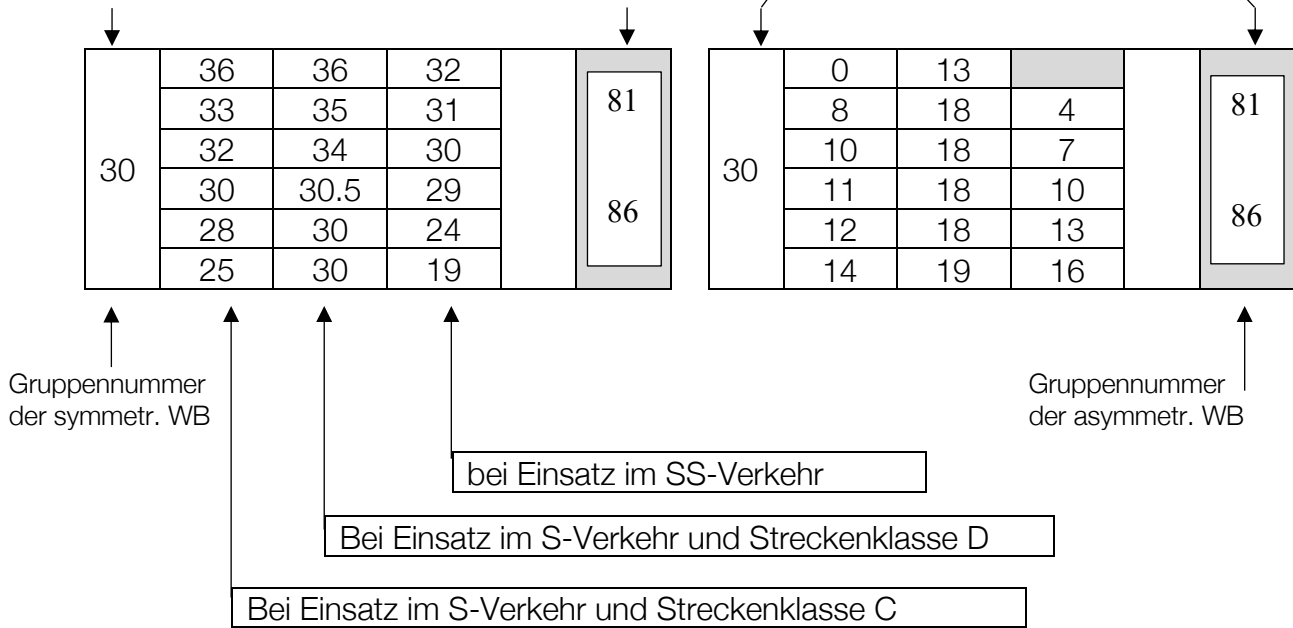 36 36 32 0 13
33 35 31 81 8 18 4 81
32 34 30 10 18 7
30 30
30 30.5 29 11 18 10
28 30 24 86 12 18 13 86
25 30 19 14 19 16
Gruppennummer
der symmetr. WB
Gruppennummer
der asymmetr. WB
bei Einsatz im SS-Verkehr
Bei Einsatz im S-Verkehr und Streckenklasse D
Bei Einsatz im S-Verkehr und Streckenklasse C